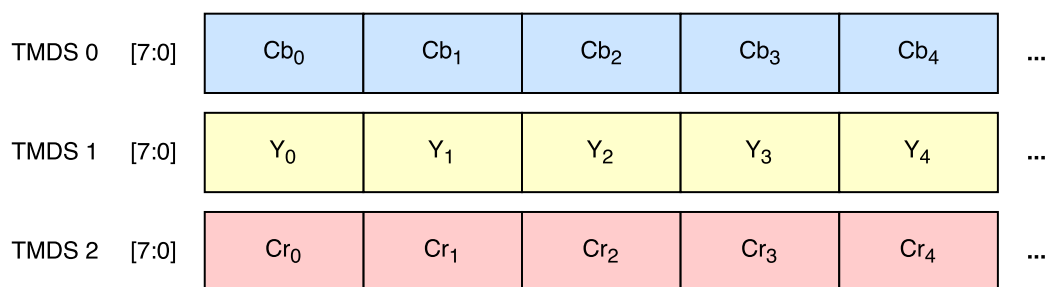 TMDS 0 [7:0] Cb₀ Cb₁ Cb₂ Cb₃ Cb₄ ...
TMDS 1 [7:0] Y₀ Y₁ Y₂ Y₃ Y₄ ...
TMDS 2 [7:0] Cr₀ Cr₁ Cr₂ Cr₃ Cr₄ ...